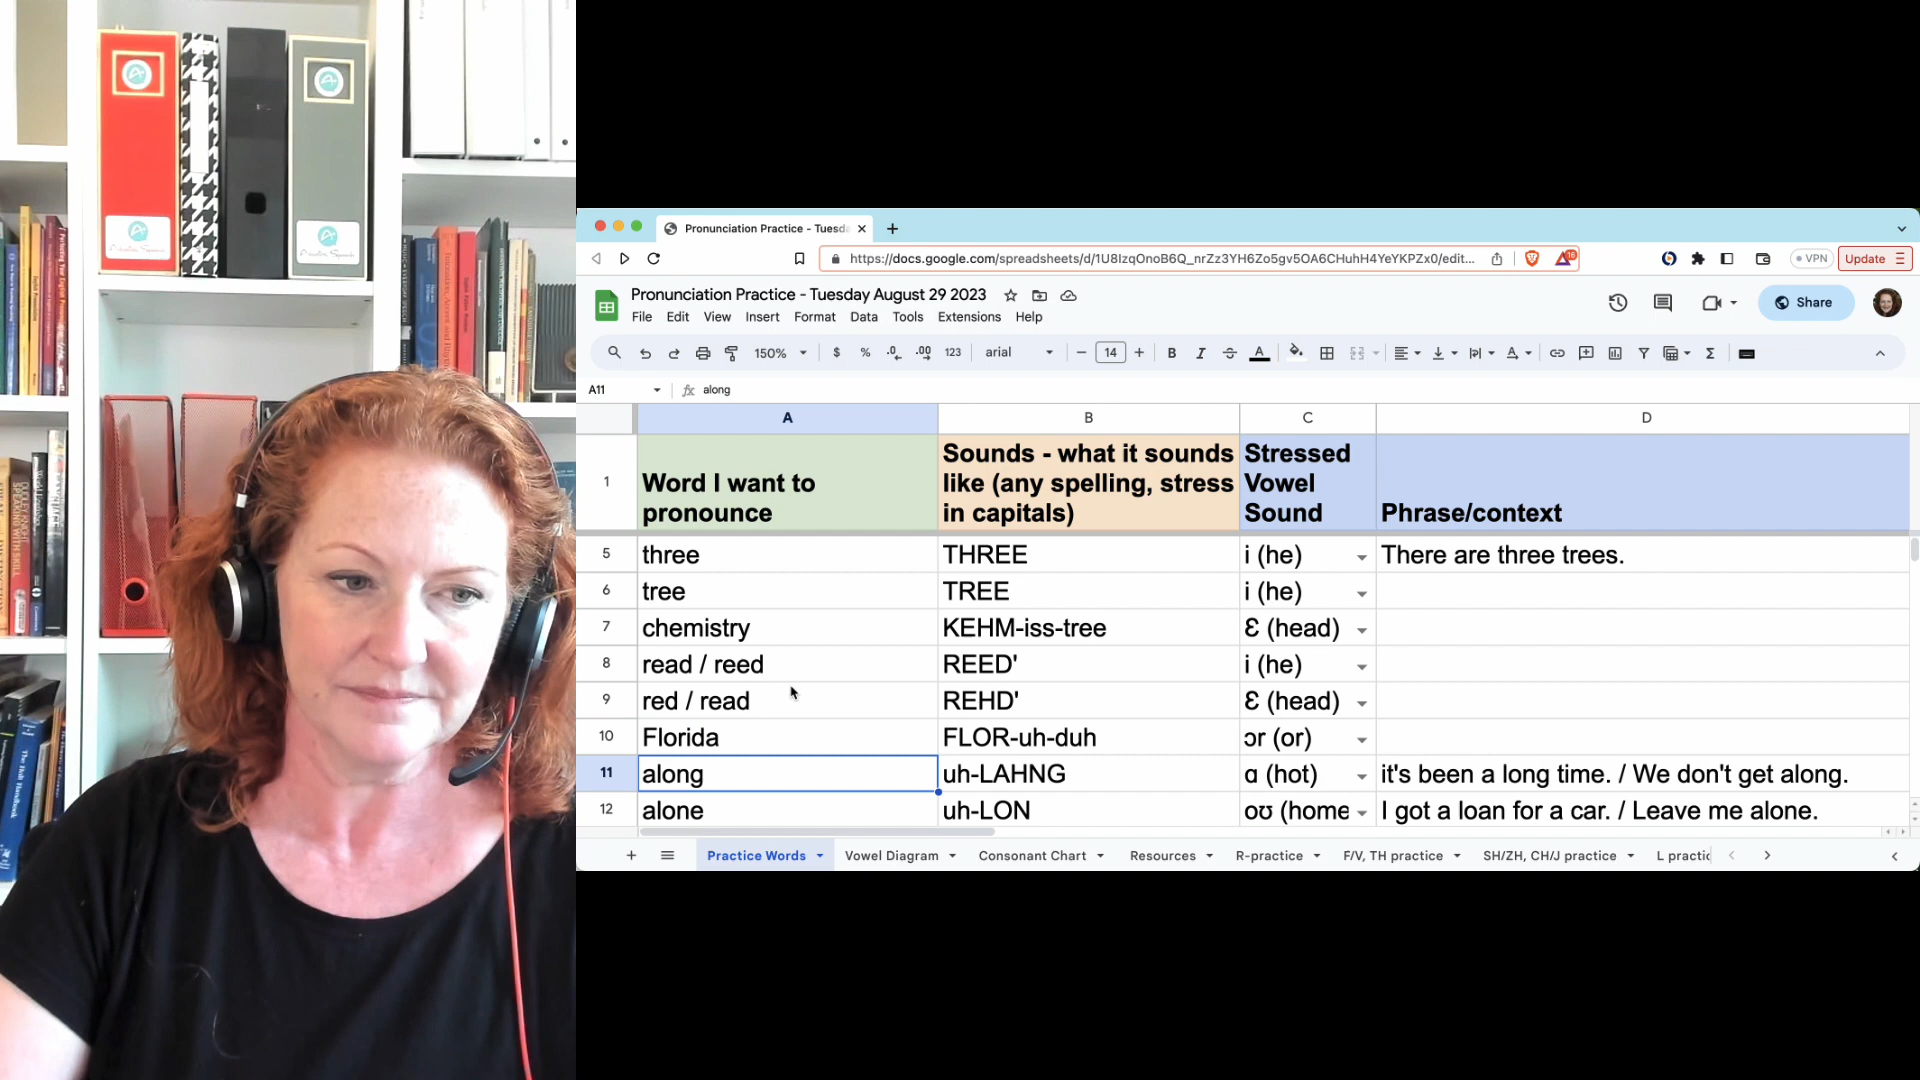 Pronunciation Practice - Tuesd
https://docs.google.com/spreadsheets/d/1U8IzqOnoB6Q_nrZz3YH6Zo5gv5OA6CHuhH4YeYKPZx0/edit...
VPN
Update
Pronunciation Practice - Tuesday August 29 2023
File Edit View Insert Format Data Tools Extensions Help
Share
150% $ % .0 .00 123 arial 14 B I A
A11 fx along
A B C D
1 Word I want to pronounce
Sounds - what it sounds like (any spelling, stress in capitals)
Stressed Vowel Sound
Phrase/context
5 three THREE i (he) There are three trees.
6 tree TREE i (he)
7 chemistry KEHM-iss-tree Ɛ (head)
8 read / reed REED' i (he)
9 red / read REHD' Ɛ (head)
10 Florida FLOR-uh-duh ɔr (or)
11 along uh-LAHNG ɑ (hot) it's been a long time. / We don't get along.
12 alone uh-LON oʊ (home I got a loan for a car. / Leave me alone.
Practice Words Vowel Diagram Consonant Chart Resources R-practice F/V, TH practice SH/ZH, CH/J practice L practic